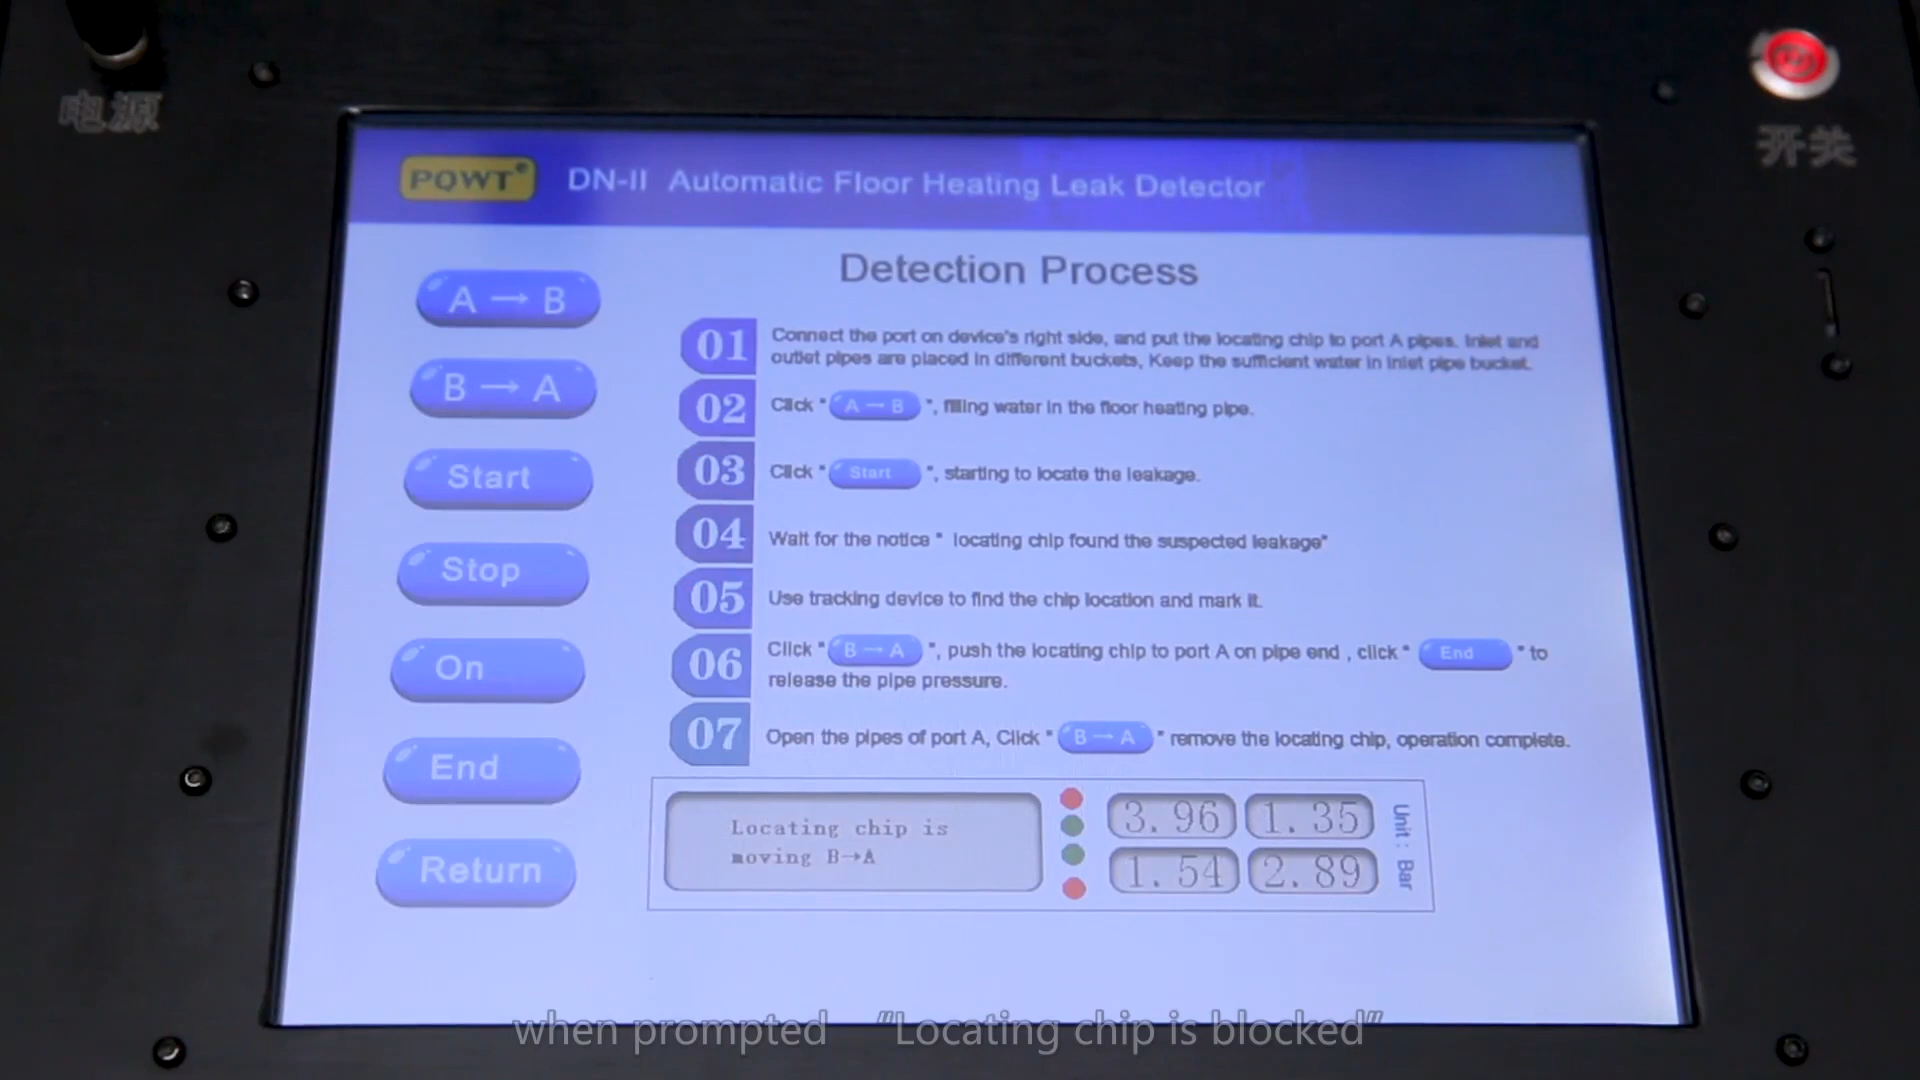 电源
开关
PQWT
DN-II Automatic Floor Heating Leak Detector
Detection Process
A → B
B → A
Start
Stop
On
End
Return
01 Connect the port on device's right side, and put the locating chip to port A pipes. Inlet and
outlet pipes are placed in different buckets, Keep the sufficient water in inlet pipe bucket.
02 Click " A → B ", filling water in the floor heating pipe.
03 Click " Start ", starting to locate the leakage.
04 Wait for the notice " locating chip found the suspected leakage"
05 Use tracking device to find the chip location and mark it.
06 Click " B → A ", push the locating chip to port A on pipe end , click " End " to
release the pipe pressure.
07 Open the pipes of port A, Click " B → A " remove the locating chip, operation complete.
Locating chip is
moving B→A
3.96 1.35
1.54 2.89
Unit : Bar
when prompted "Locating chip is blocked"